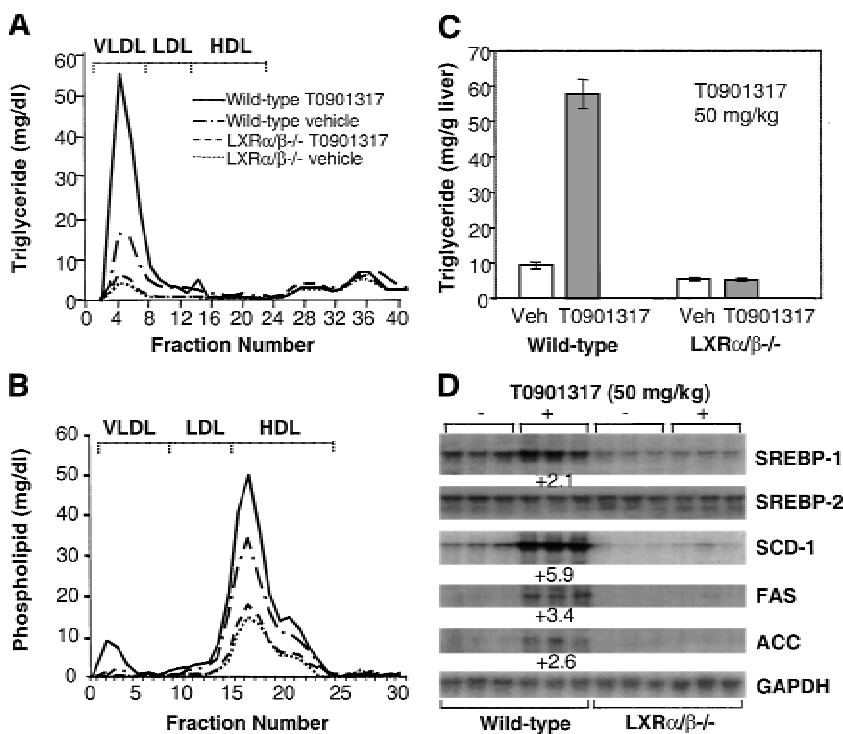 A
VLDL LDL HDL
Triglyceride (mg/dl)
60
50
40
30
20
10
0
Wild-type T0901317
Wild-type vehicle
LXRα/β-/- T0901317
LXRα/β-/- vehicle
0 4 8 12 16 20 24 28 32 36 40
Fraction Number
B
VLDL LDL HDL
Phospholipid (mg/dl)
60
50
40
30
20
10
0
0 5 10 15 20 25 30
Fraction Number
C
Triglyceride (mg/g liver)
70
60
50
40
30
20
10
0
T0901317
50 mg/kg
Veh T0901317 Veh T0901317
Wild-type LXRα/β-/-
D
T0901317 (50 mg/kg)
- + - +
SREBP-1
+2.1
SREBP-2
SCD-1
+5.9
FAS
+3.4
ACC
+2.6
GAPDH
Wild-type LXRα/β-/-